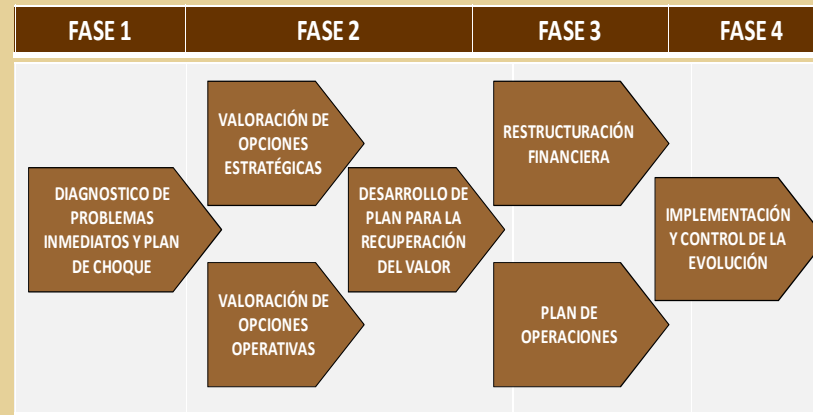 FASE 1
FASE 2
FASE 3
FASE 4
DIAGNOSTICO DE
PROBLEMAS
INMEDIATOS Y PLAN
DE CHOQUE
VALORACIÓN DE
OPCIONES
ESTRATÉGICAS
VALORACIÓN DE
OPCIONES
OPERATIVAS
DESARROLLO DE
PLAN PARA LA
RECUPERACIÓN
DEL VALOR
RESTRUCTURACIÓN
FINANCIERA
PLAN DE
OPERACIONES
IMPLEMENTACIÓN
Y CONTROL DE LA
EVOLUCIÓN